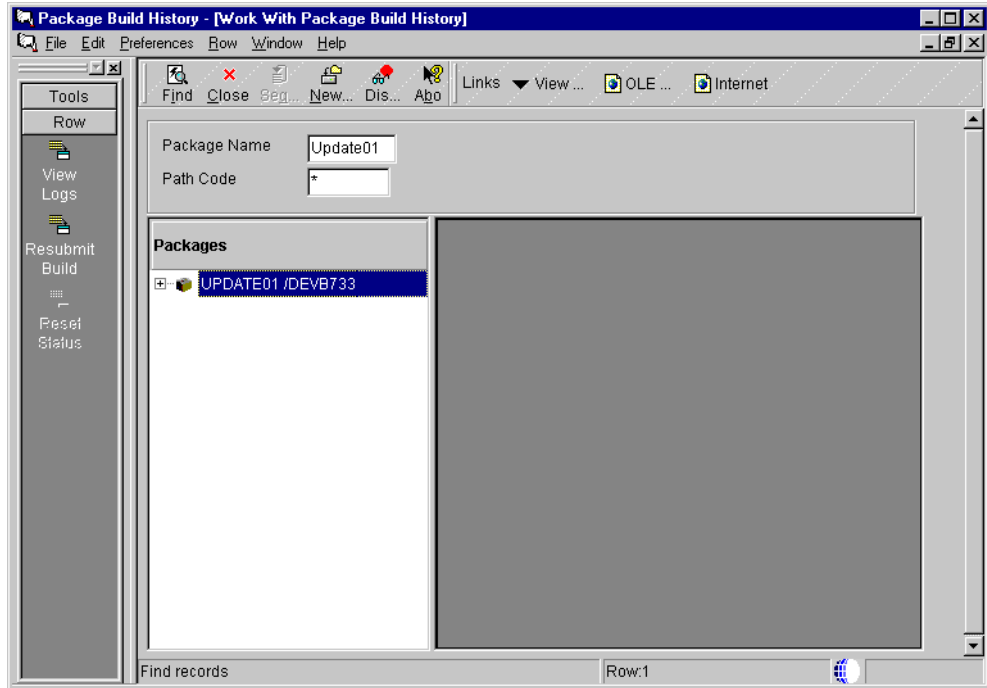 Package Build History - [Work With Package Build History]
File Edit Preferences Row Window Help
Tools
Row
View
Logs
Resubmit
Build
Reset
Status
Find Close Seq... New... Dis... Abo
Links View ... OLE ... Internet
Package Name Update01
Path Code *
Packages
UPDATE01 /DEVB733
Find records Row:1